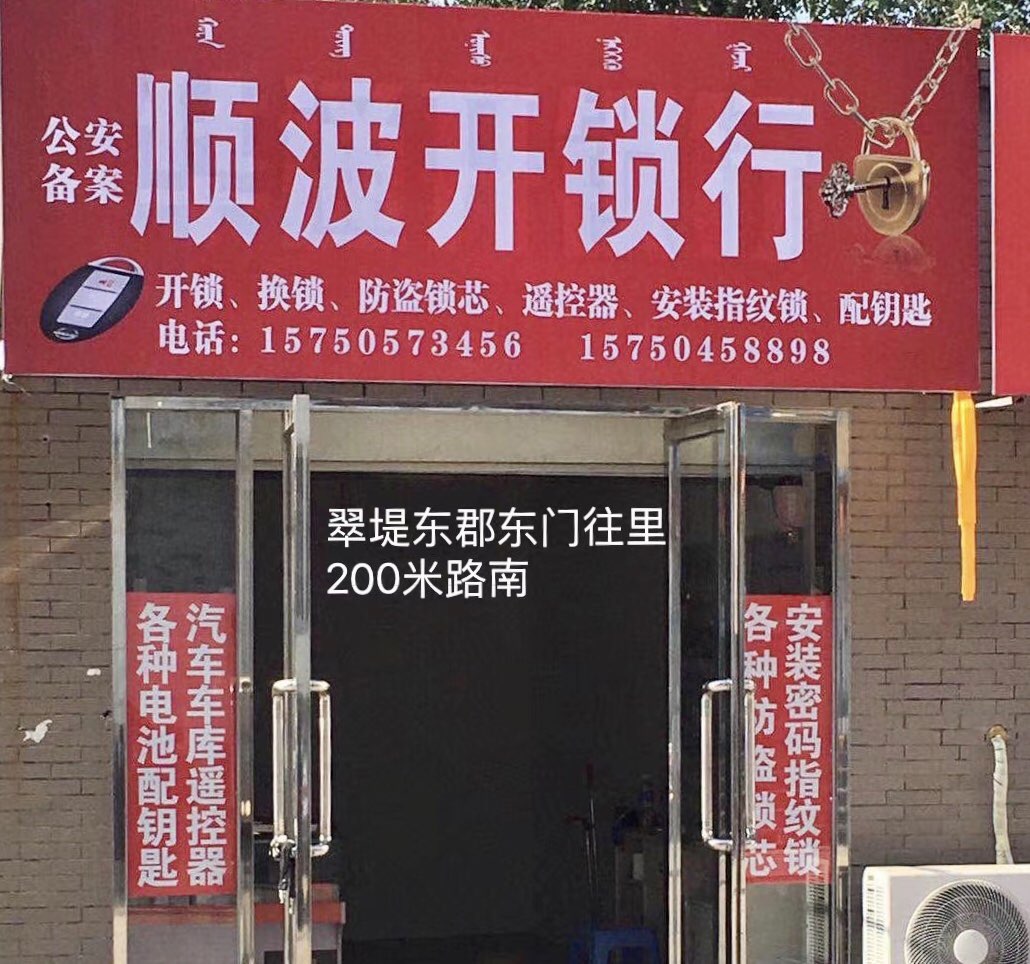 公安
备案
顺波开锁行
开锁、换锁、防盗锁芯、遥控器、安装指纹锁、配钥匙
电话：15750573456 15750458898
翠堤东郡东门往里
200米路南
汽车车库遥控器
各种电池配钥匙
安装密码指纹锁
各种防盗锁芯